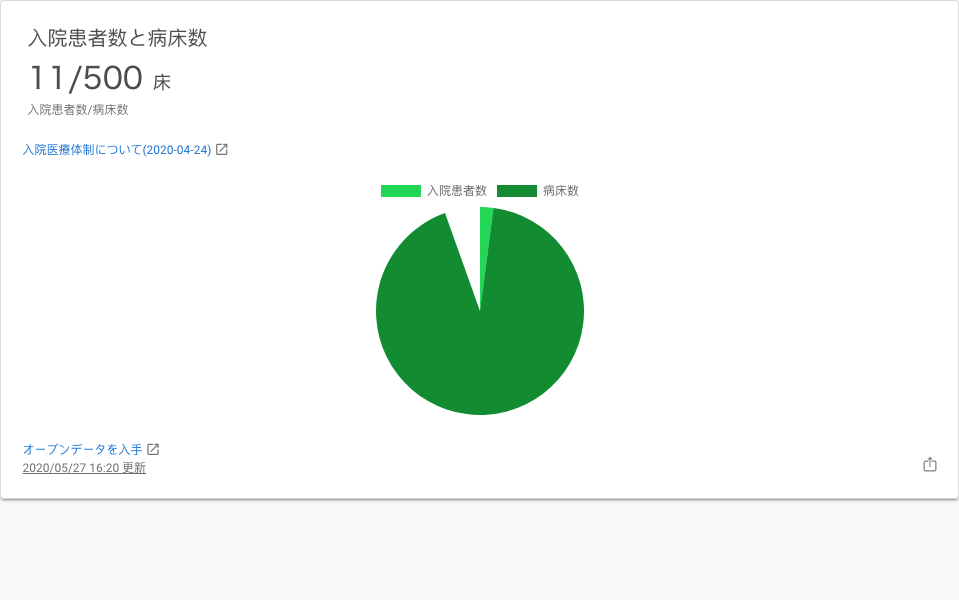 入院患者数と病床数
11/500 床
入院患者数/病床数
入院医療体制について(2020-04-24)
入院患者数 病床数
オープンデータを入手
2020/05/27 16:20 更新